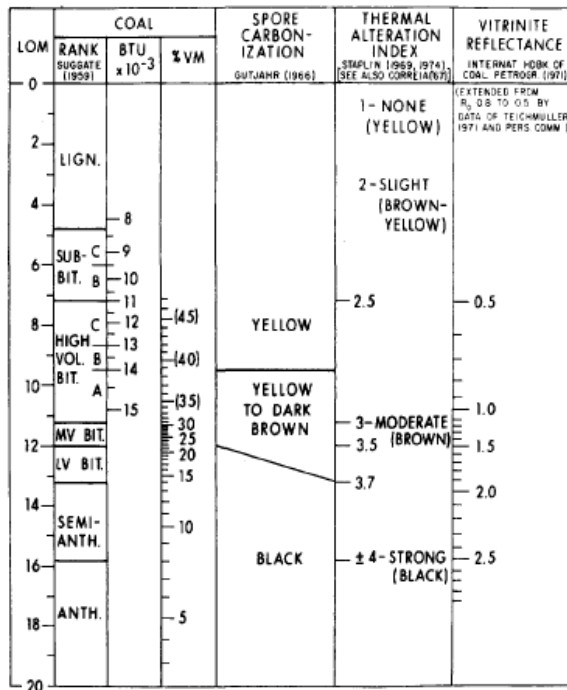 LOM
COAL
RANK
SUGGATE
(1959)
BTU
x 10-3
% VM
SPORE
CARBON-
IZATION
GUTJAHR (1966)
THERMAL
ALTERATION
INDEX
STAPLIN (1969, 1974)
(SEE ALSO CORREIA('67))
VITRINITE
REFLECTANCE
INTERNAT HDBK OF
COAL PETROGR. (1971)
0
2
4
6
8
10
12
14
16
18
20
LIGN.
SUB-
BIT.
C
B
HIGH
VOL.
BIT.
C
B
A
MV BIT.
LV BIT.
SEMI-
ANTH.
ANTH.
8
9
10
11
12
13
14
15
(45)
(40)
(35)
30
25
20
15
10
5
YELLOW
YELLOW
TO DARK
BROWN
BLACK
1- NONE
(YELLOW)
2-SLIGHT
(BROWN-
YELLOW)
2.5
3-MODERATE
(BROWN)
3.5
3.7
±4-STRONG
(BLACK)
(EXTENDED FROM
R0 0.8 TO 0.5 BY
DATA OF TEICHMULLER
1971 AND PERS COMM)
0.5
1.0
1.5
2.0
2.5